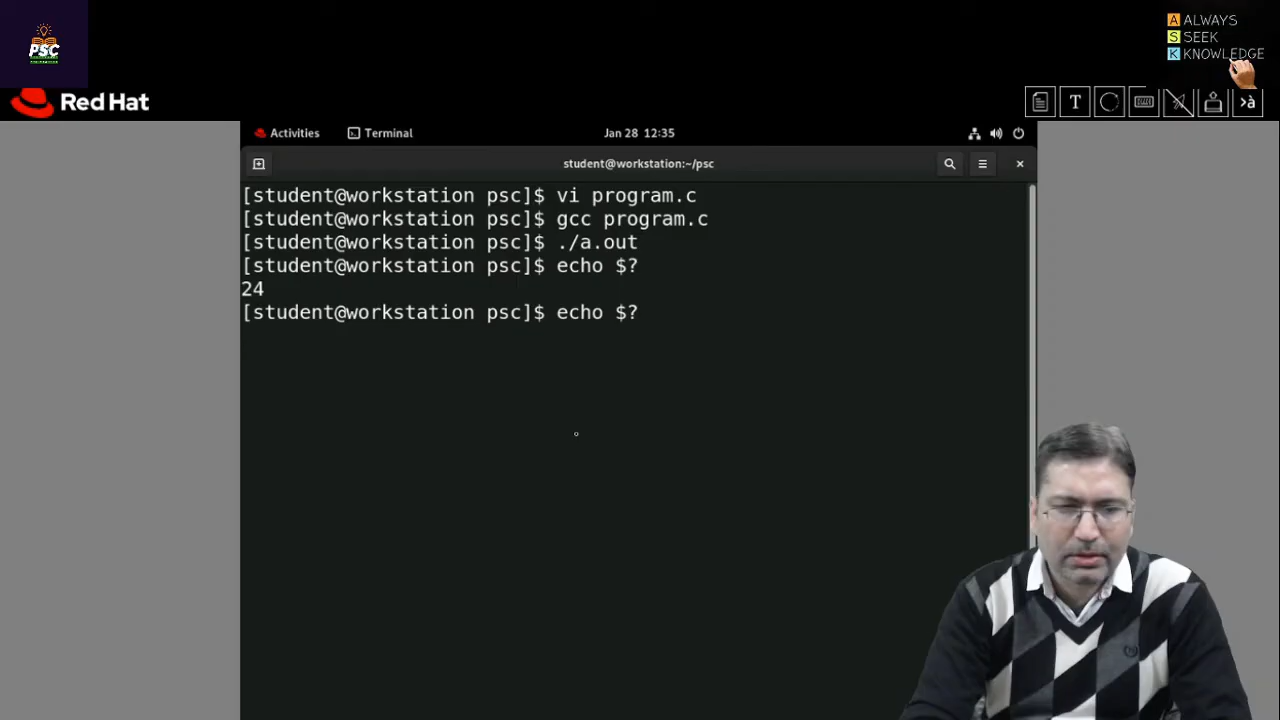 PSC
A ALWAYS
S SEEK
K KNOWLEDGE
Red Hat
T
>à
Activities
Terminal
Jan 28 12:35
student@workstation:~/psc
[student@workstation psc]$ vi program.c
[student@workstation psc]$ gcc program.c
[student@workstation psc]$ ./a.out
[student@workstation psc]$ echo $?
24
[student@workstation psc]$ echo $?